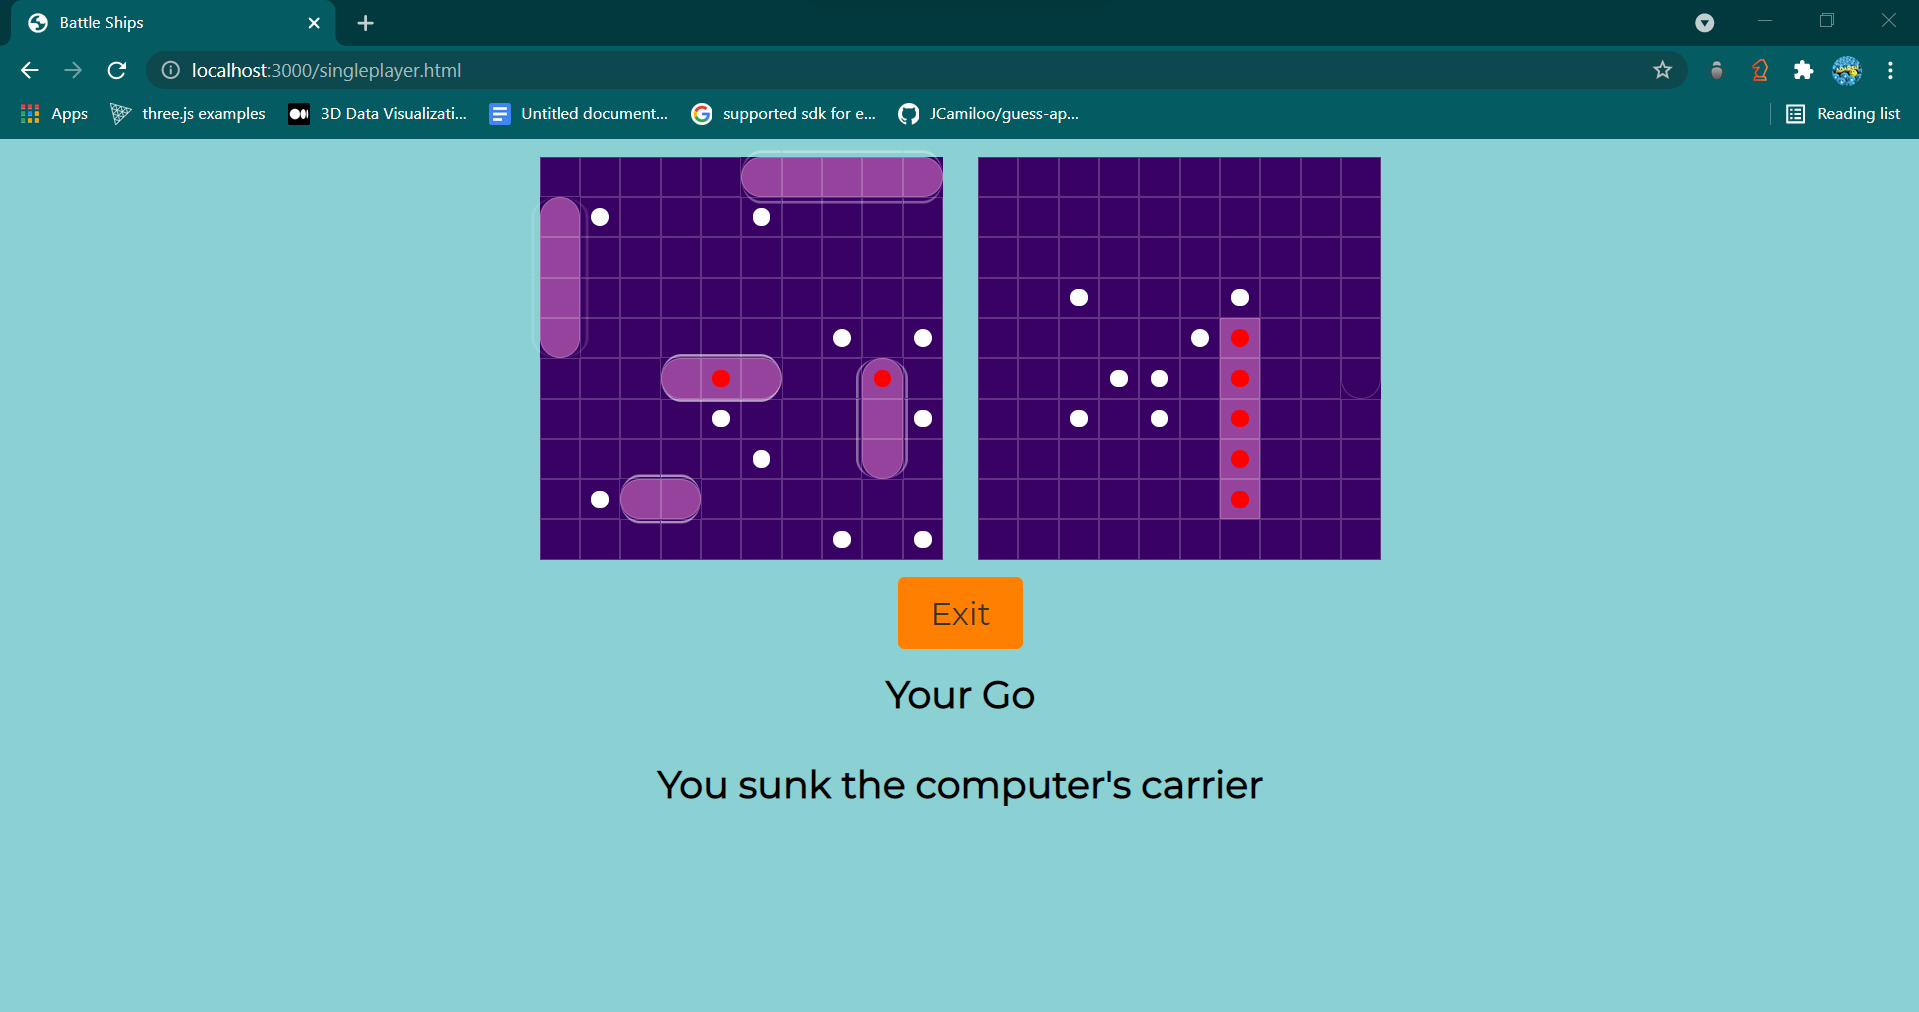 Battle Ships
localhost:3000/singleplayer.html
Apps three.js examples 3D Data Visualizati... Untitled document... supported sdk for e... JCamiloo/guess-ap... Reading list
Exit
Your Go
You sunk the computer's carrier